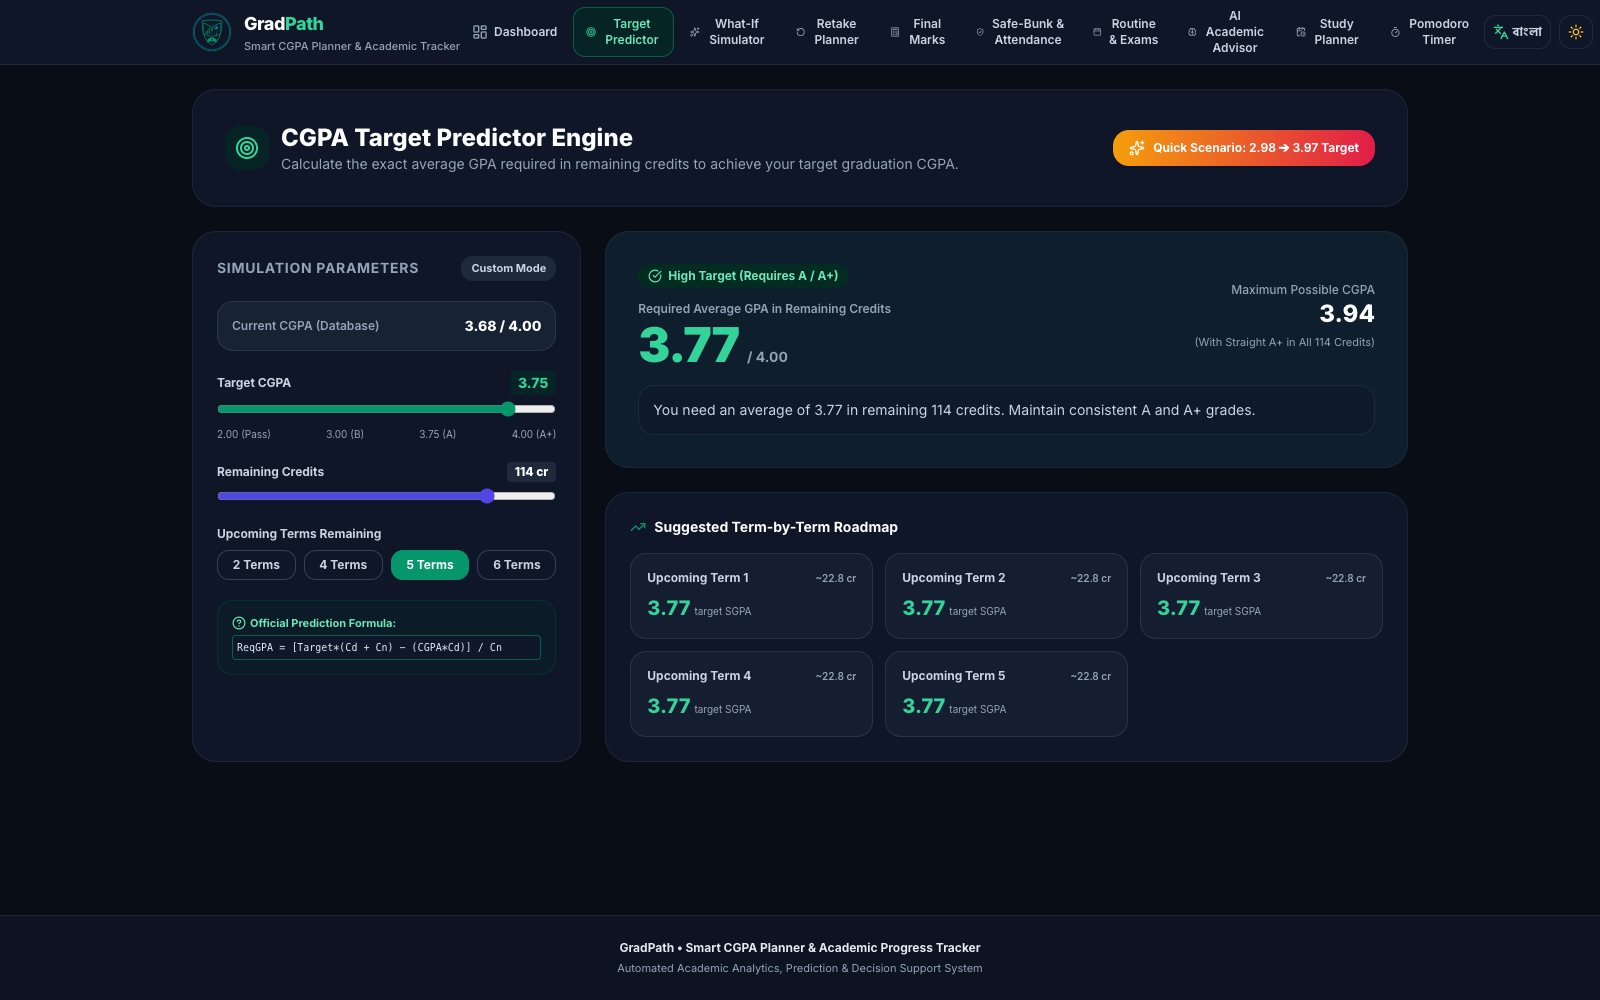 GradPath
Smart CGPA Planner & Academic Tracker
Dashboard
Target
Predictor
What-If
Simulator
Retake
Planner
Final
Marks
Safe-Bunk &
Attendance
Routine
& Exams
AI
Academic
Advisor
Study
Planner
Pomodoro
Timer
বাংলা
CGPA Target Predictor Engine
Calculate the exact average GPA required in remaining credits to achieve your target graduation CGPA.
Quick Scenario: 2.98 ➔ 3.97 Target
SIMULATION PARAMETERS
Custom Mode
Current CGPA (Database)
3.68 / 4.00
Target CGPA
3.75
2.00 (Pass)
3.00 (B)
3.75 (A)
4.00 (A+)
Remaining Credits
114 cr
Upcoming Terms Remaining
2 Terms
4 Terms
5 Terms
6 Terms
Official Prediction Formula:
ReqGPA = [Target*(Cd + Cn) − (CGPA*Cd)] / Cn
High Target (Requires A / A+)
Required Average GPA in Remaining Credits
3.77 / 4.00
Maximum Possible CGPA
3.94
(With Straight A+ in All 114 Credits)
You need an average of 3.77 in remaining 114 credits. Maintain consistent A and A+ grades.
Suggested Term-by-Term Roadmap
Upcoming Term 1
~22.8 cr
3.77 target SGPA
Upcoming Term 2
~22.8 cr
3.77 target SGPA
Upcoming Term 3
~22.8 cr
3.77 target SGPA
Upcoming Term 4
~22.8 cr
3.77 target SGPA
Upcoming Term 5
~22.8 cr
3.77 target SGPA
GradPath • Smart CGPA Planner & Academic Progress Tracker
Automated Academic Analytics, Prediction & Decision Support System